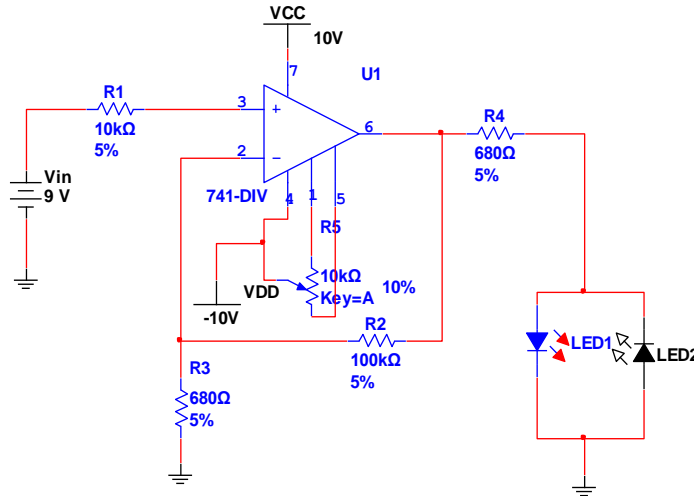 VCC
10V
U1
7
R1
10kΩ
5%
3
+
2
−
6
R4
680Ω
5%
Vin
9 V
741-DIV
4
1
5
R5
10kΩ
Key=A
10%
VDD
-10V
R2
100kΩ
5%
R3
680Ω
5%
LED1
LED2